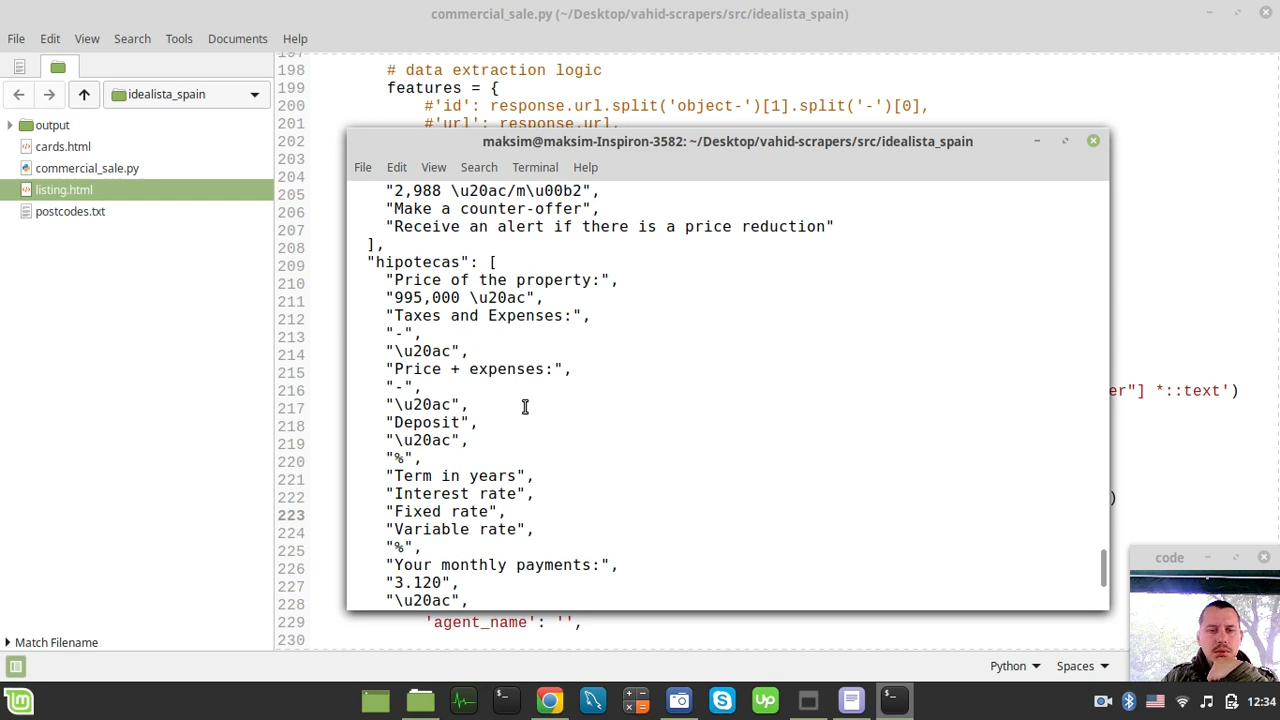 commercial_sale.py (~/Desktop/vahid-scrapers/src/idealista_spain)
File Edit View Search Tools Documents Help
idealista_spain
output
cards.html
commercial_sale.py
listing.html
postcodes.txt
Match Filename
198 # data extraction logic
199 features = {
200 #'id': response.url.split('object-')[1].split('-')[0],
201 #'url': response.url,
202
203
204
205
206
207
208
209
210
211
212
213
214
215
216 er"] *::text')
217
218
219
220
221
222 )
223
224
225
226
227
228
229 'agent_name': '',
230
maksim@maksim-Inspiron-3582: ~/Desktop/vahid-scrapers/src/idealista_spain
File Edit View Search Terminal Help
"2,988 \u20ac/m\u00b2",
"Make a counter-offer",
"Receive an alert if there is a price reduction"
],
"hipotecas": [
"Price of the property:",
"995,000 \u20ac",
"Taxes and Expenses:",
"-",
"\u20ac",
"Price + expenses:",
"-",
"\u20ac",
"Deposit",
"\u20ac",
"%",
"Term in years",
"Interest rate",
"Fixed rate",
"Variable rate",
"%",
"Your monthly payments:",
"3.120",
"\u20ac",
code
Python Spaces
12:34